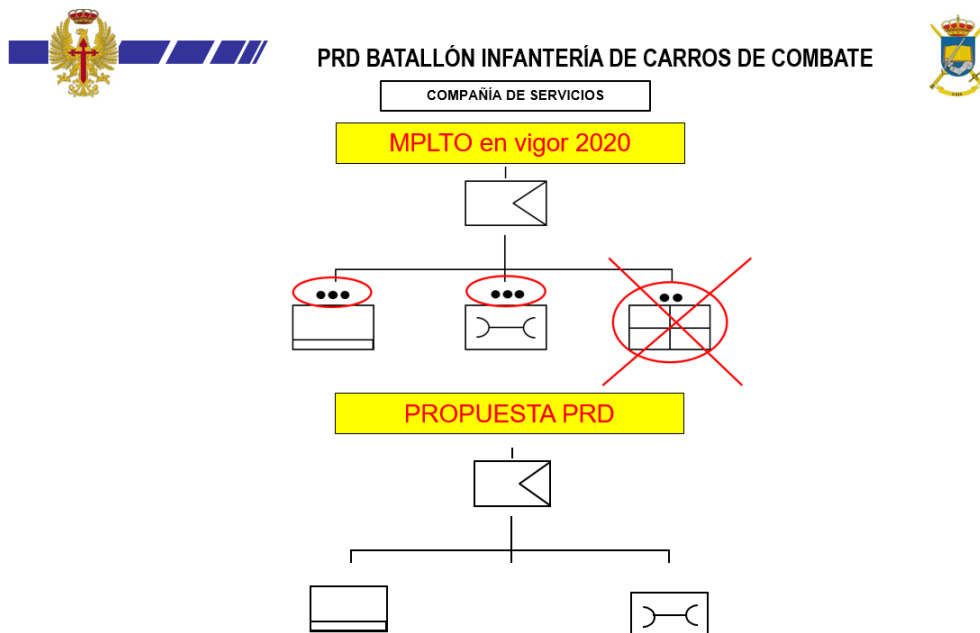 PRD BATALLÓN INFANTERÍA DE CARROS DE COMBATE
COMPAÑÍA DE SERVICIOS
MPLTO en vigor 2020
PROPUESTA PRD